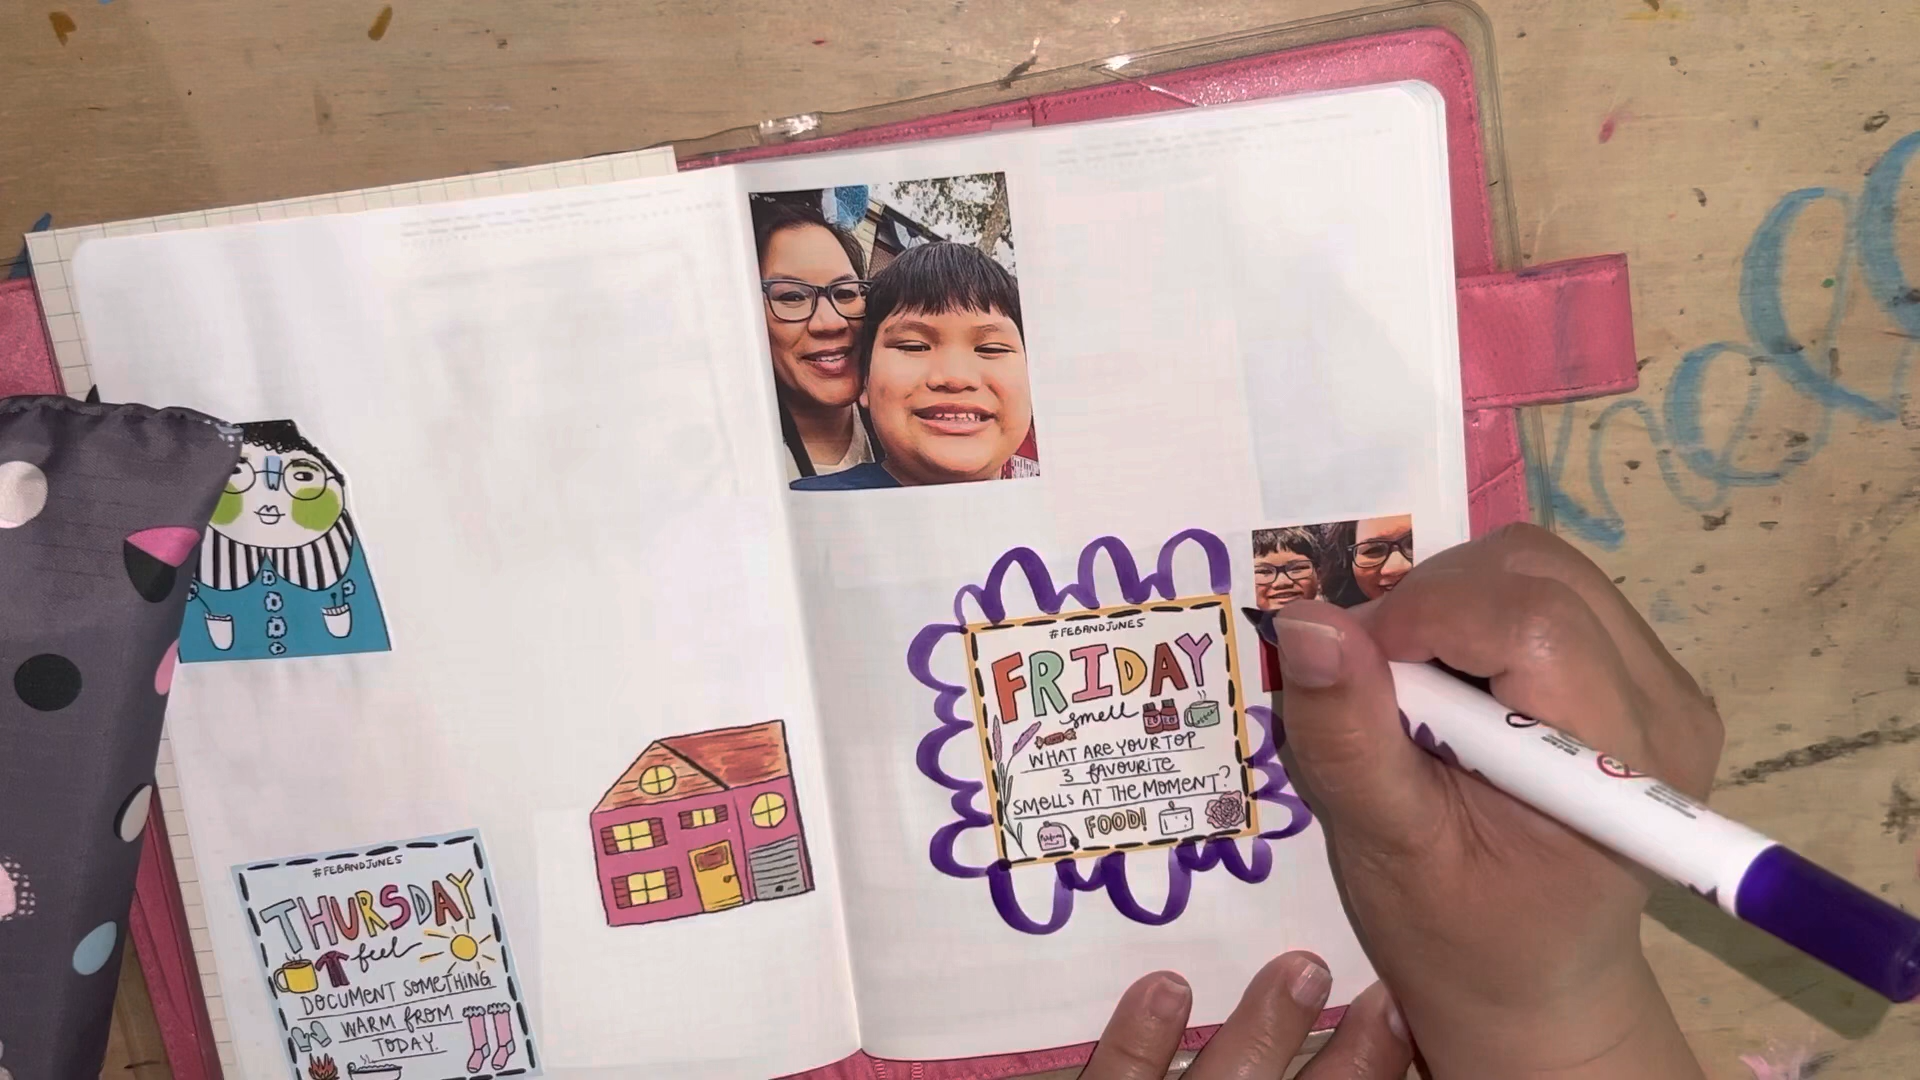 #FEBANDJUNES
THURSDAY
feel
DOCUMENT SOMETHING
WARM FROM
TODAY.
#FEBANDJUNES
FRIDAY
smell
WHAT ARE YOUR TOP
3 FAVOURITE
SMELLS AT THE MOMENT?
FOOD!